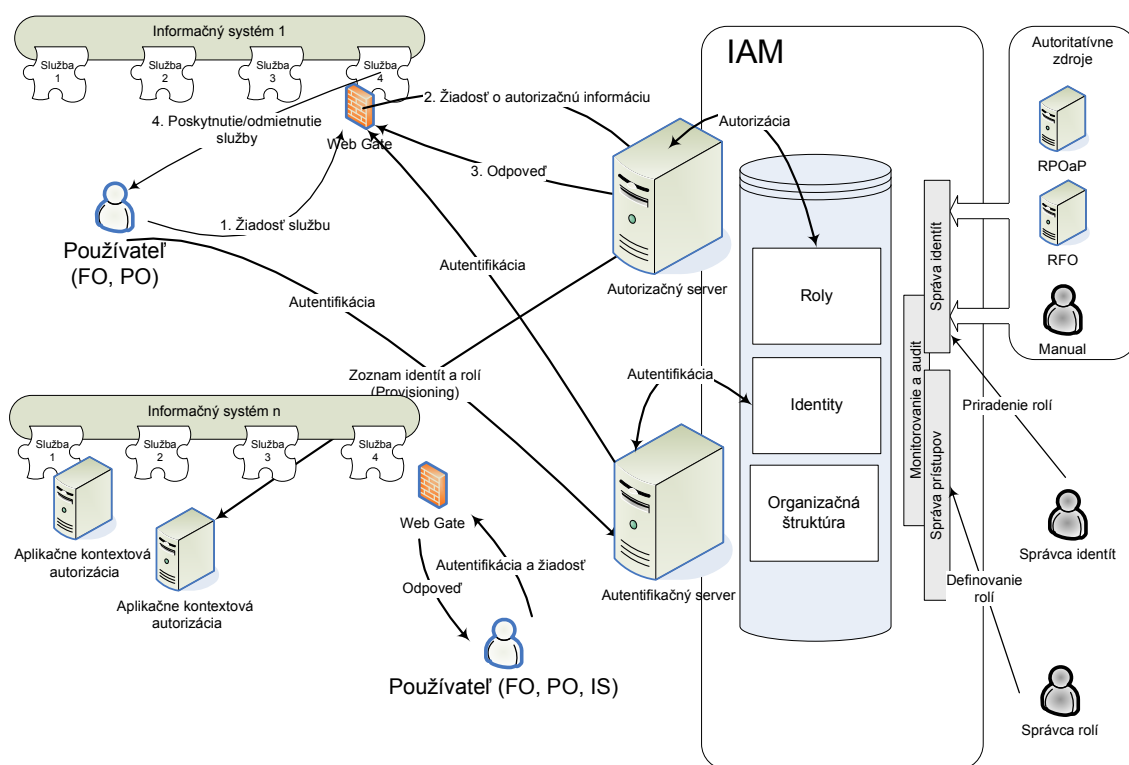 Informačný systém 1
Služba
1
Služba
2
Služba
3
Služba
4
2. Žiadosť o autorizačnú informáciu
4. Poskytnutie/odmietnutie
služby
Web Gate
3. Odpoveď
1. Žiadosť službu
Používateľ
(FO, PO)
Autentifikácia
Autentifikácia
Autorizačný server
Zoznam identít a rolí
(Provisioning)
IAM
Autorizácia
Roly
Autentifikácia
Identity
Organizačná
štruktúra
Monitorovanie a audit
Správa identít
Správa prístupov
Autoritatívne
zdroje
RPOaP
RFO
Manual
Priradenie rolí
Správca identít
Definovanie
rolí
Správca rolí
Informačný systém n
Služba
1
Služba
2
Služba
3
Služba
4
Web Gate
Aplikačne kontextová
autorizácia
Aplikačne kontextová
autorizácia
Autentifikácia a žiadosť
Odpoveď
Autentifikačný server
Používateľ (FO, PO, IS)